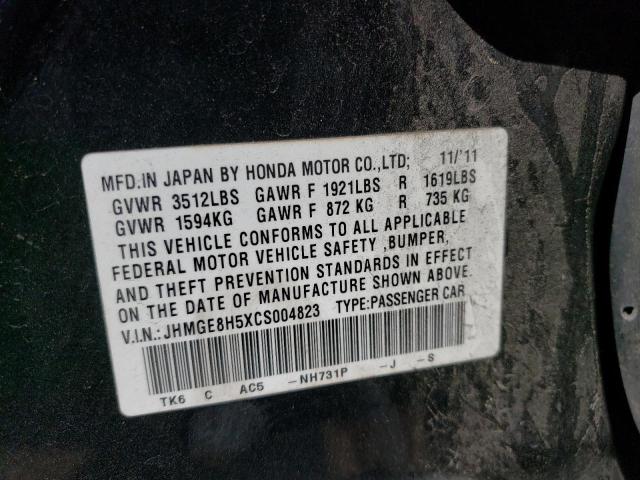 MFD.IN JAPAN BY HONDA MOTOR CO.,LTD; 11/'11
GVWR 3512LBS GAWR F 1921LBS R 1619LBS
GVWR 1594KG GAWR F 872 KG R 735 KG
THIS VEHICLE CONFORMS TO ALL APPLICABLE
FEDERAL MOTOR VEHICLE SAFETY ,BUMPER,
AND THEFT PREVENTION STANDARDS IN EFFECT
ON THE DATE OF MANUFACTURE SHOWN ABOVE.
V.I.N.: JHMGE8H5XCS004823 TYPE:PASSENGER CAR
TK6 C AC5 -NH731P -J -S